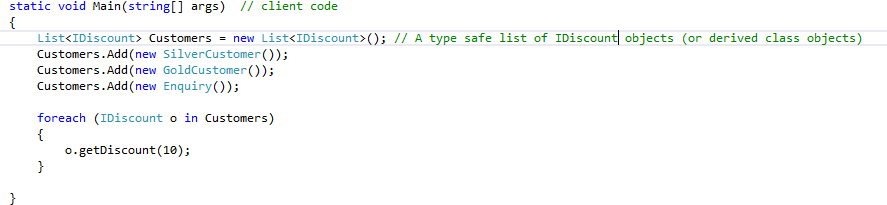 static void Main(string[] args)  // client code
{
    List<IDiscount> Customers = new List<IDiscount>(); // A type safe list of IDiscount objects (or derived class objects)
    Customers.Add(new SilverCustomer());
    Customers.Add(new GoldCustomer());
    Customers.Add(new Enquiry());

    foreach (IDiscount o in Customers)
    {
        o.getDiscount(10);
    }

}